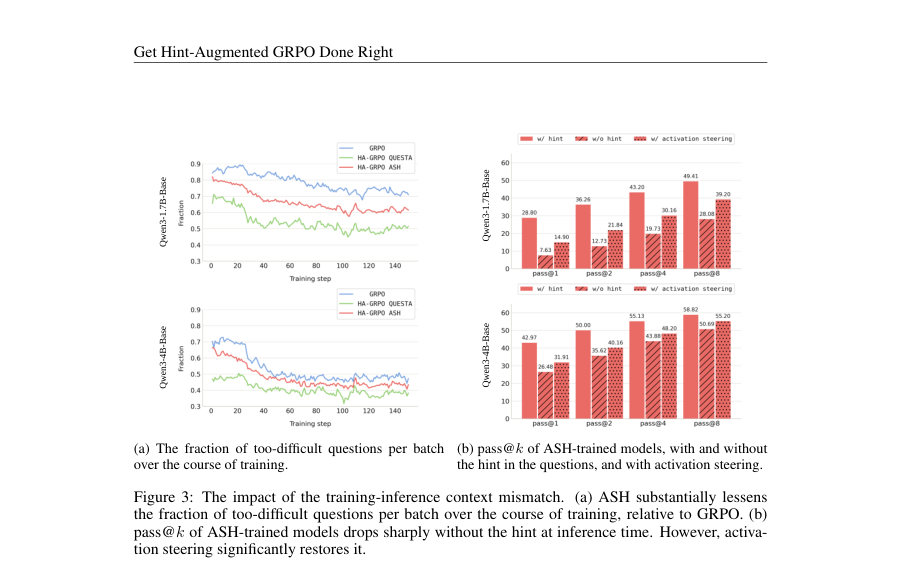 Get Hint-Augmented GRPO Done Right
Qwen3-1.7B-Base
Fraction
GRPO
HA-GRPO QUESTA
HA-GRPO ASH
0.9
0.8
0.7
0.6
0.5
0.4
0.3
0 20 40 60 80 100 120 140
Training step
Qwen3-4B-Base
Fraction
GRPO
HA-GRPO QUESTA
HA-GRPO ASH
0.9
0.8
0.7
0.6
0.5
0.4
0.3
0 20 40 60 80 100 120 140
Training step
(a) The fraction of too-difficult questions per batch
over the course of training.
w/ hint w/o hint w/ activation steering
Qwen3-1.7B-Base
60
50
40
30
20
10
0
28.80 7.63 14.90
36.26 12.73 21.84
43.20 19.73 30.16
49.41 28.08 39.20
pass@1 pass@2 pass@4 pass@8
w/ hint w/o hint w/ activation steering
Qwen3-4B-Base
60
50
40
30
20
10
0
42.97 26.48 31.91
50.00 35.62 40.16
55.13 43.88 48.20
58.82 50.69 55.20
pass@1 pass@2 pass@4 pass@8
(b) pass@k of ASH-trained models, with and without
the hint in the questions, and with activation steering.
Figure 3: The impact of the training-inference context mismatch. (a) ASH substantially lessens
the fraction of too-difficult questions per batch over the course of training, relative to GRPO. (b)
pass@k of ASH-trained models drops sharply without the hint at inference time. However, activa-
tion steering significantly restores it.